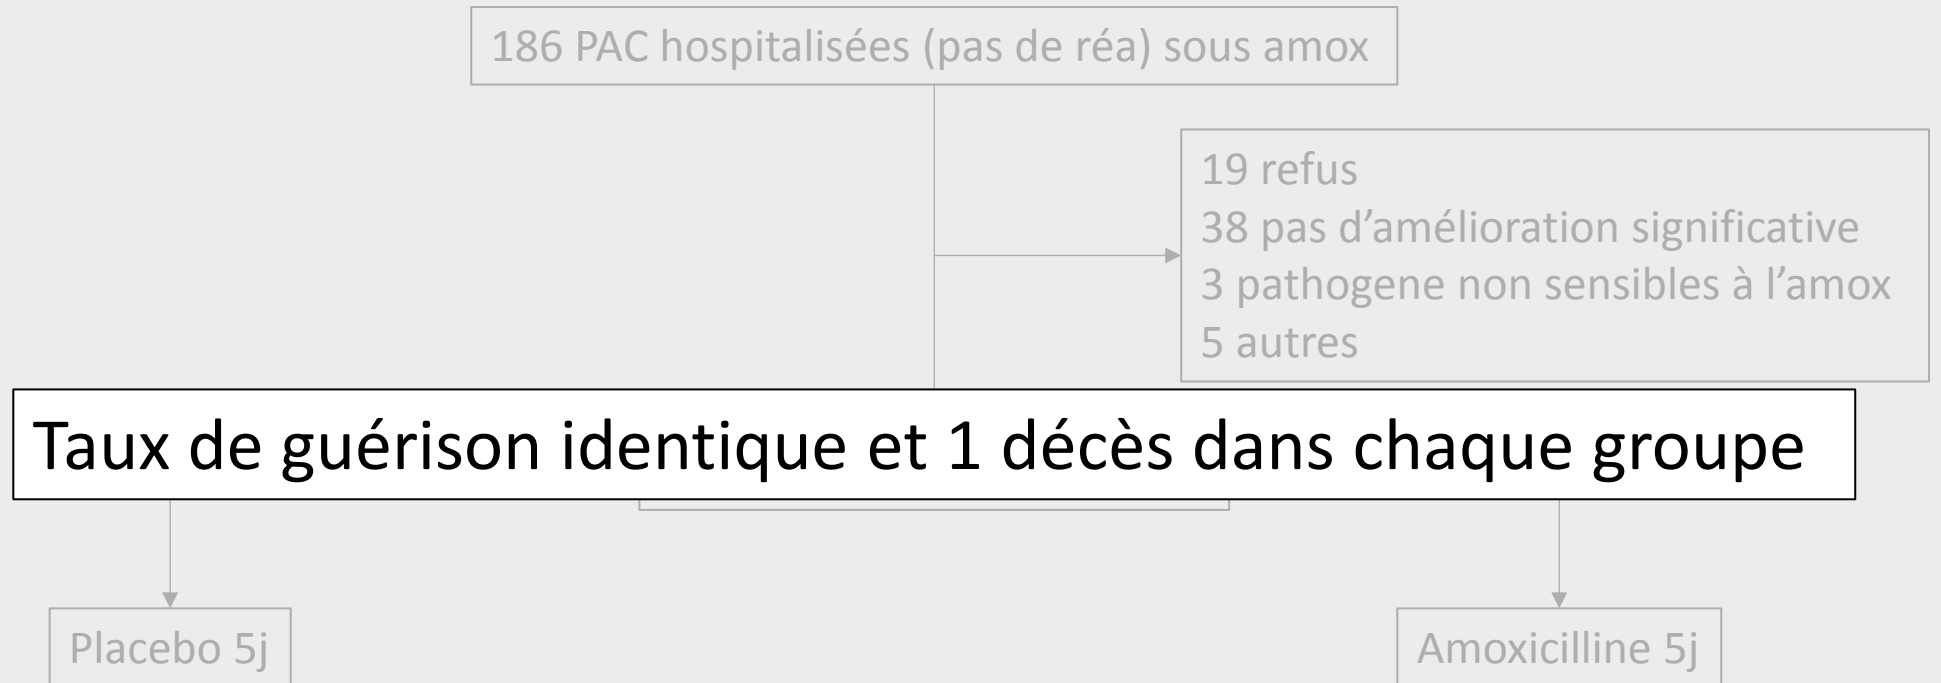 186 PAC hospitalisées (pas de réa) sous amox
19 refus
38 pas d'amélioration significative
3 pathogene non sensibles à l'amox
5 autres
Taux de guérison identique et 1 décès dans chaque groupe
Placebo 5j
Amoxicilline 5j